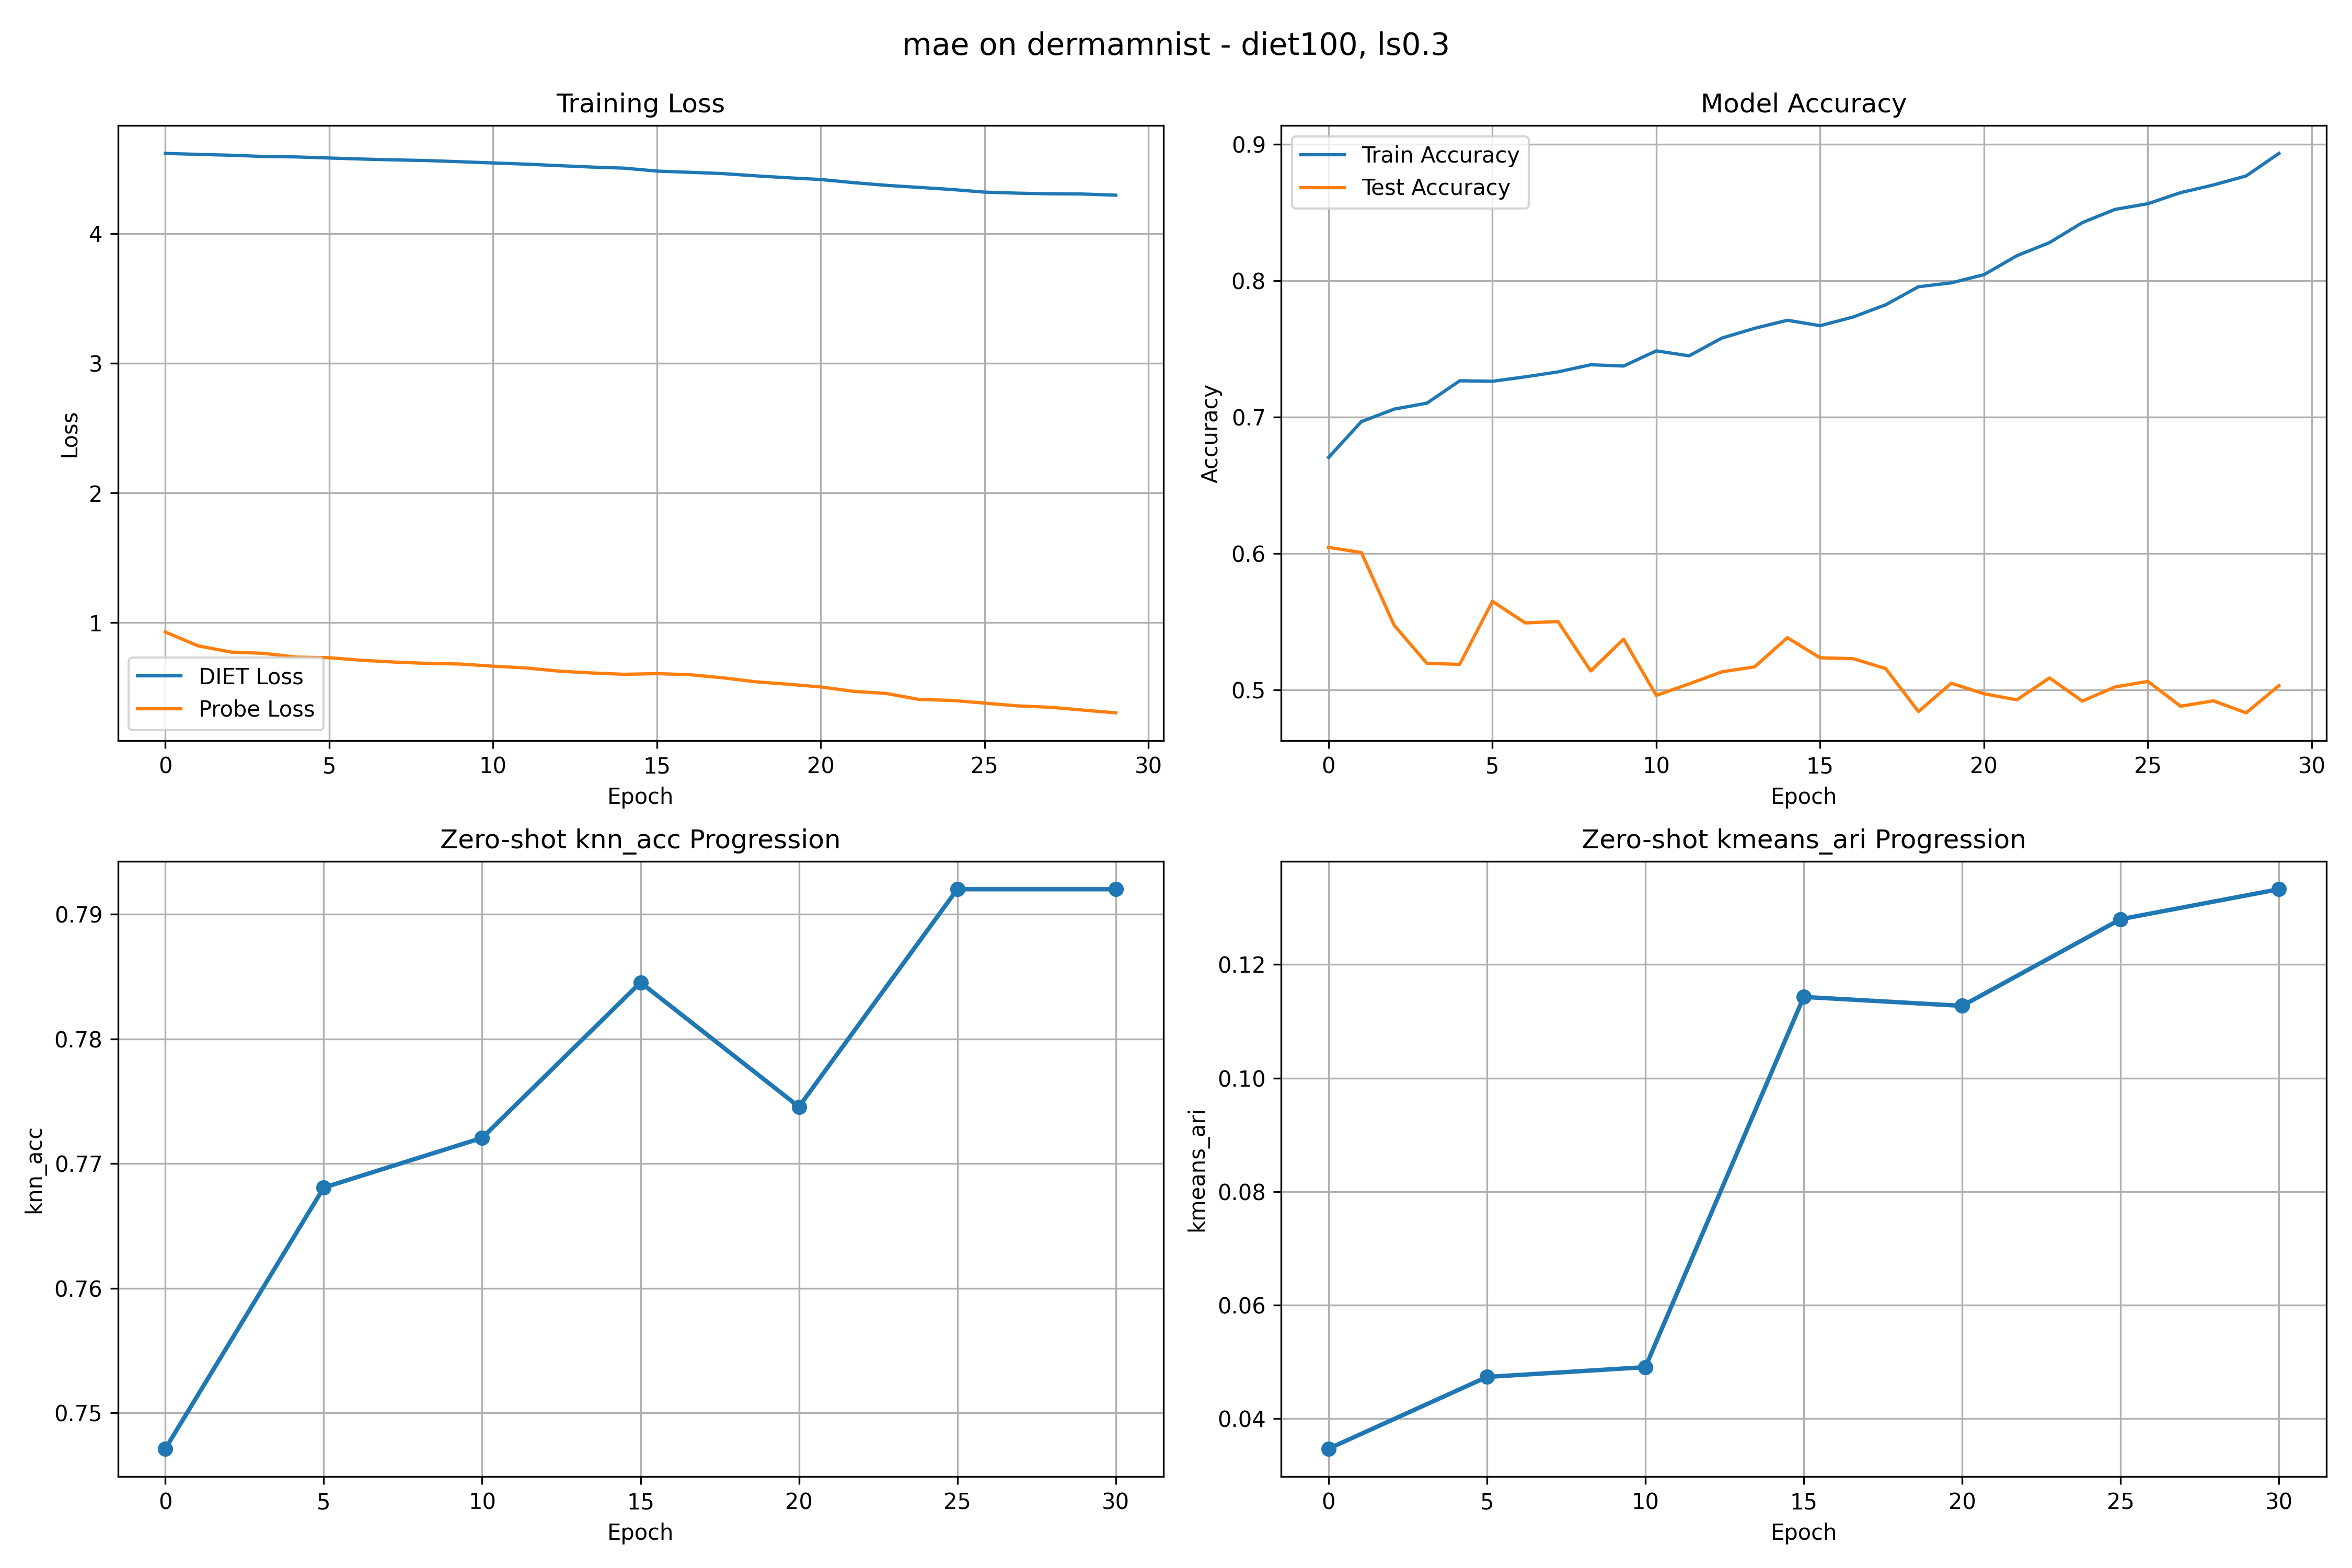 mae on dermamnist - diet100, ls0.3
Training Loss
Loss
4
3
2
1
DIET Loss
Probe Loss
0 5 10 15 20 25 30
Epoch
Model Accuracy
Accuracy
0.9
0.8
0.7
0.6
0.5
Train Accuracy
Test Accuracy
0 5 10 15 20 25 30
Epoch
Zero-shot knn_acc Progression
knn_acc
0.79
0.78
0.77
0.76
0.75
0 5 10 15 20 25 30
Epoch
Zero-shot kmeans_ari Progression
kmeans_ari
0.12
0.10
0.08
0.06
0.04
0 5 10 15 20 25 30
Epoch